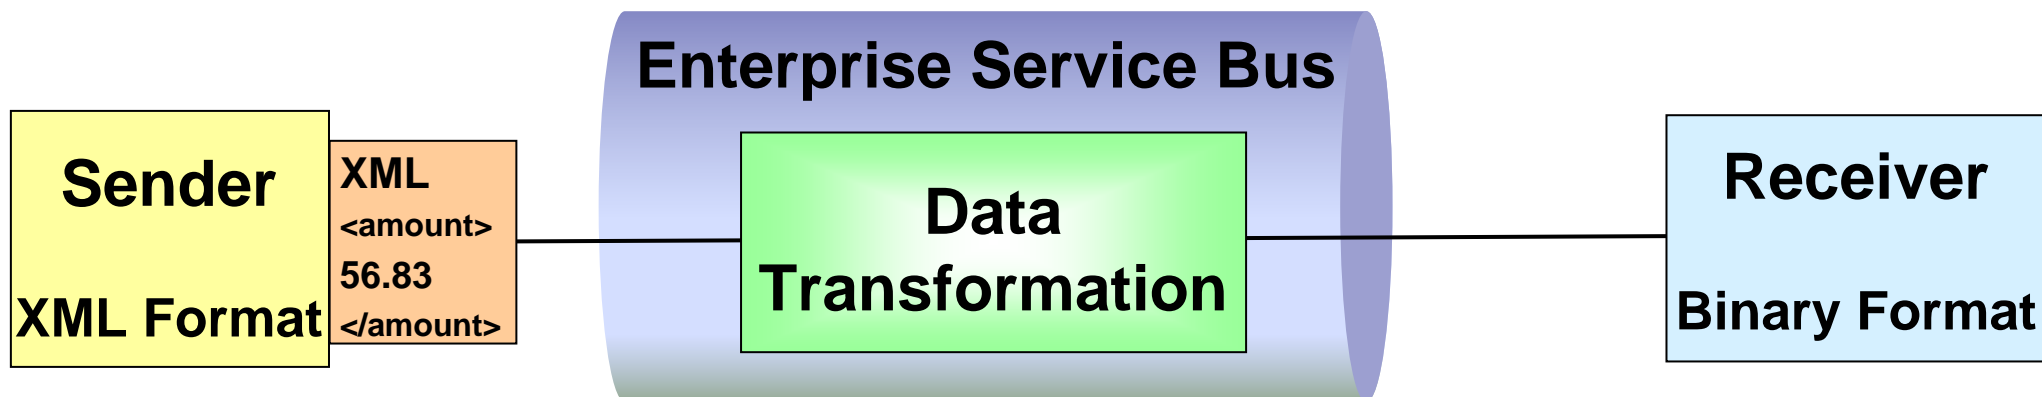 Enterprise Service Bus
Sender
XML Format
XML
<amount>
56.83
</amount>
Data
Transformation
Receiver
Binary Format